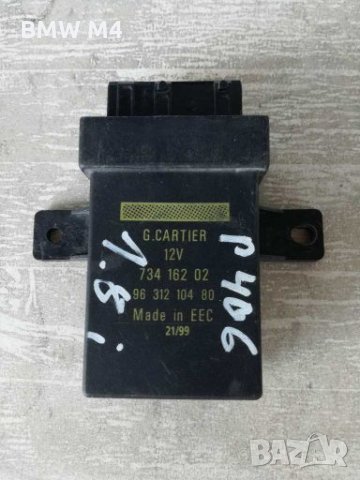 BMW M4
G.CARTIER
12V
734 162 02
96 312 104 80
Made in EEC
21/99
1.8i
P406
BAZAR